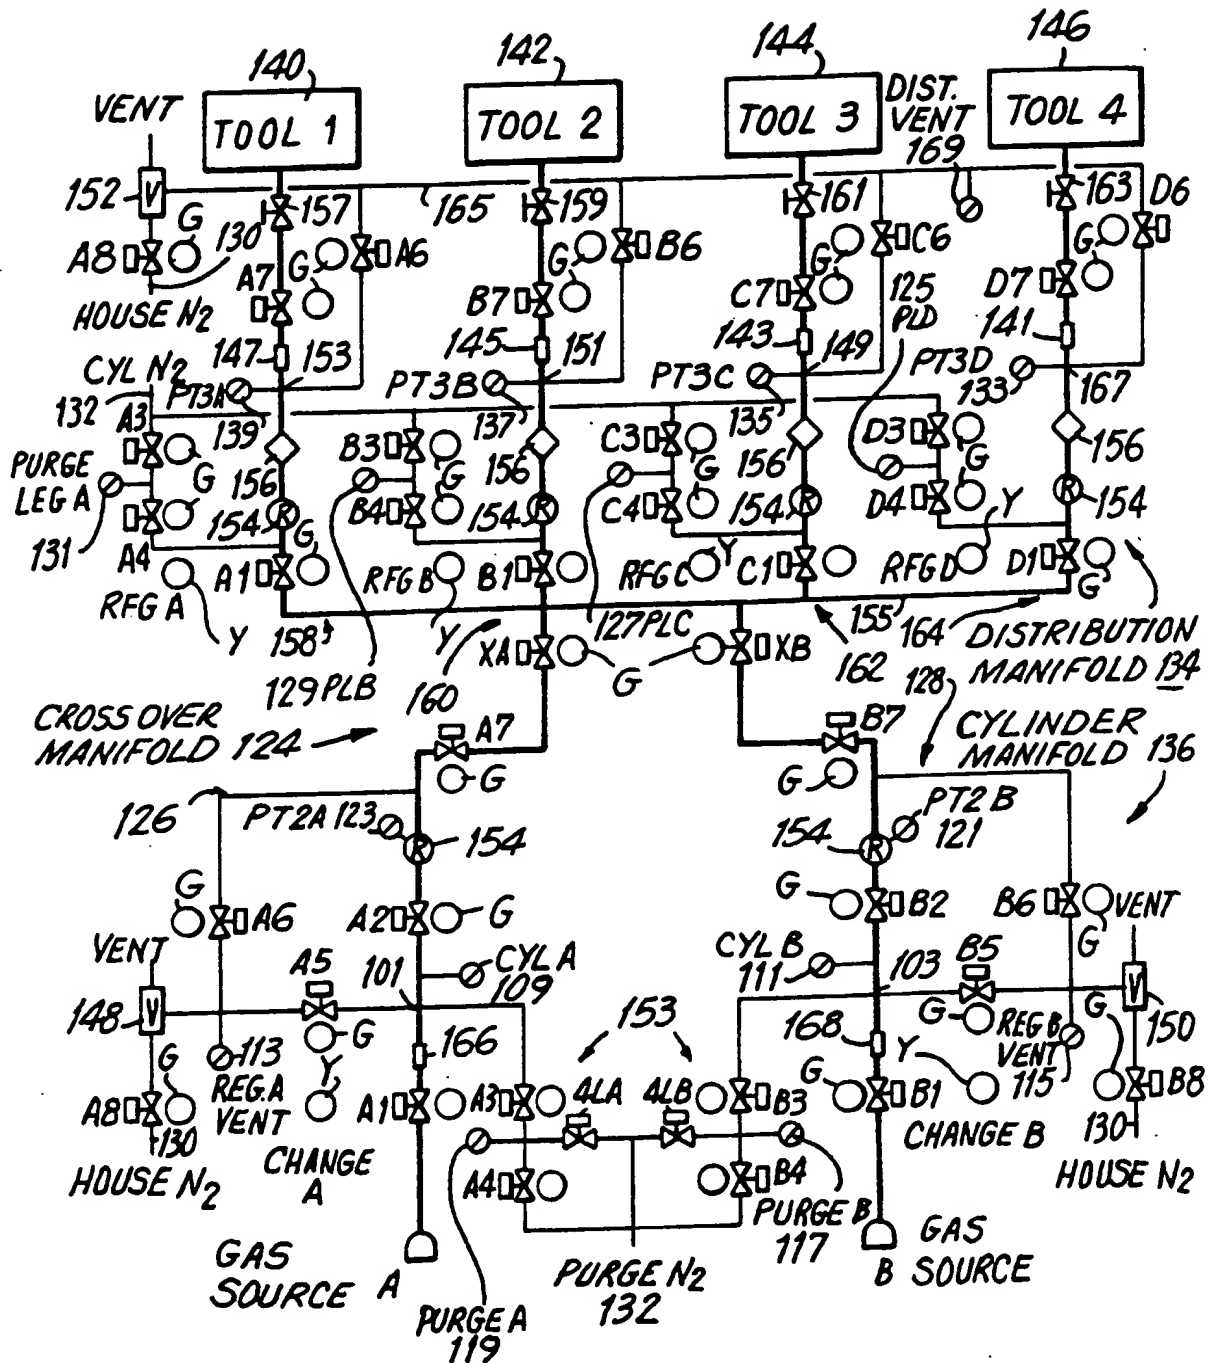 140
142
144
146
VENT
TOOL 1
TOOL 2
TOOL 3
DIST. VENT 169
TOOL 4
152
V
157
165
159
161
163
D6
G
130
A8
G
A6
G
B6
G
C6
G
HOUSE N2
A7
G
B7
G
C7
G
125 PLD
D7
G
147
153
145
151
143
149
141
CYL N2
132
PT3A
139
PT3B
137
PT3C
135
PT3D
133
167
A3
G
B3
G
C3
G
D3
G
PURGE LEG A
131
G
156
156
156
156
A4
154
R
B4
154
R
C4
154
R
D4
154
R
G
Y
RFG A
Y
A1
RFG B
Y
B1
RFG C
Y
C1
RFG D
D1
G
158
129 PLB
160
127 PLC
155
164
162
DISTRIBUTION
MANIFOLD 134
XA
G
XB
128
CROSS OVER
MANIFOLD 124
A7
G
B7
G
CYLINDER
MANIFOLD
136
126
PT2A 123
R
154
154
R
PT2B
121
G
A6
A2
G
G
B2
B6
G
VENT
VENT
A5
101
CYL A
109
CYL B
111
103
B5
148
V
G
G
G
V
150
113
REG. A
VENT
Y
166
153
168
Y
REG B
VENT
115
A8
G
130
A1
A3
4LA
4LB
B3
G
B1
B8
130
HOUSE N2
CHANGE
A
A4
B4
CHANGE B
HOUSE N2
GAS
SOURCE A
PURGE A
119
PURGE N2
132
PURGE B
117
GAS
B SOURCE